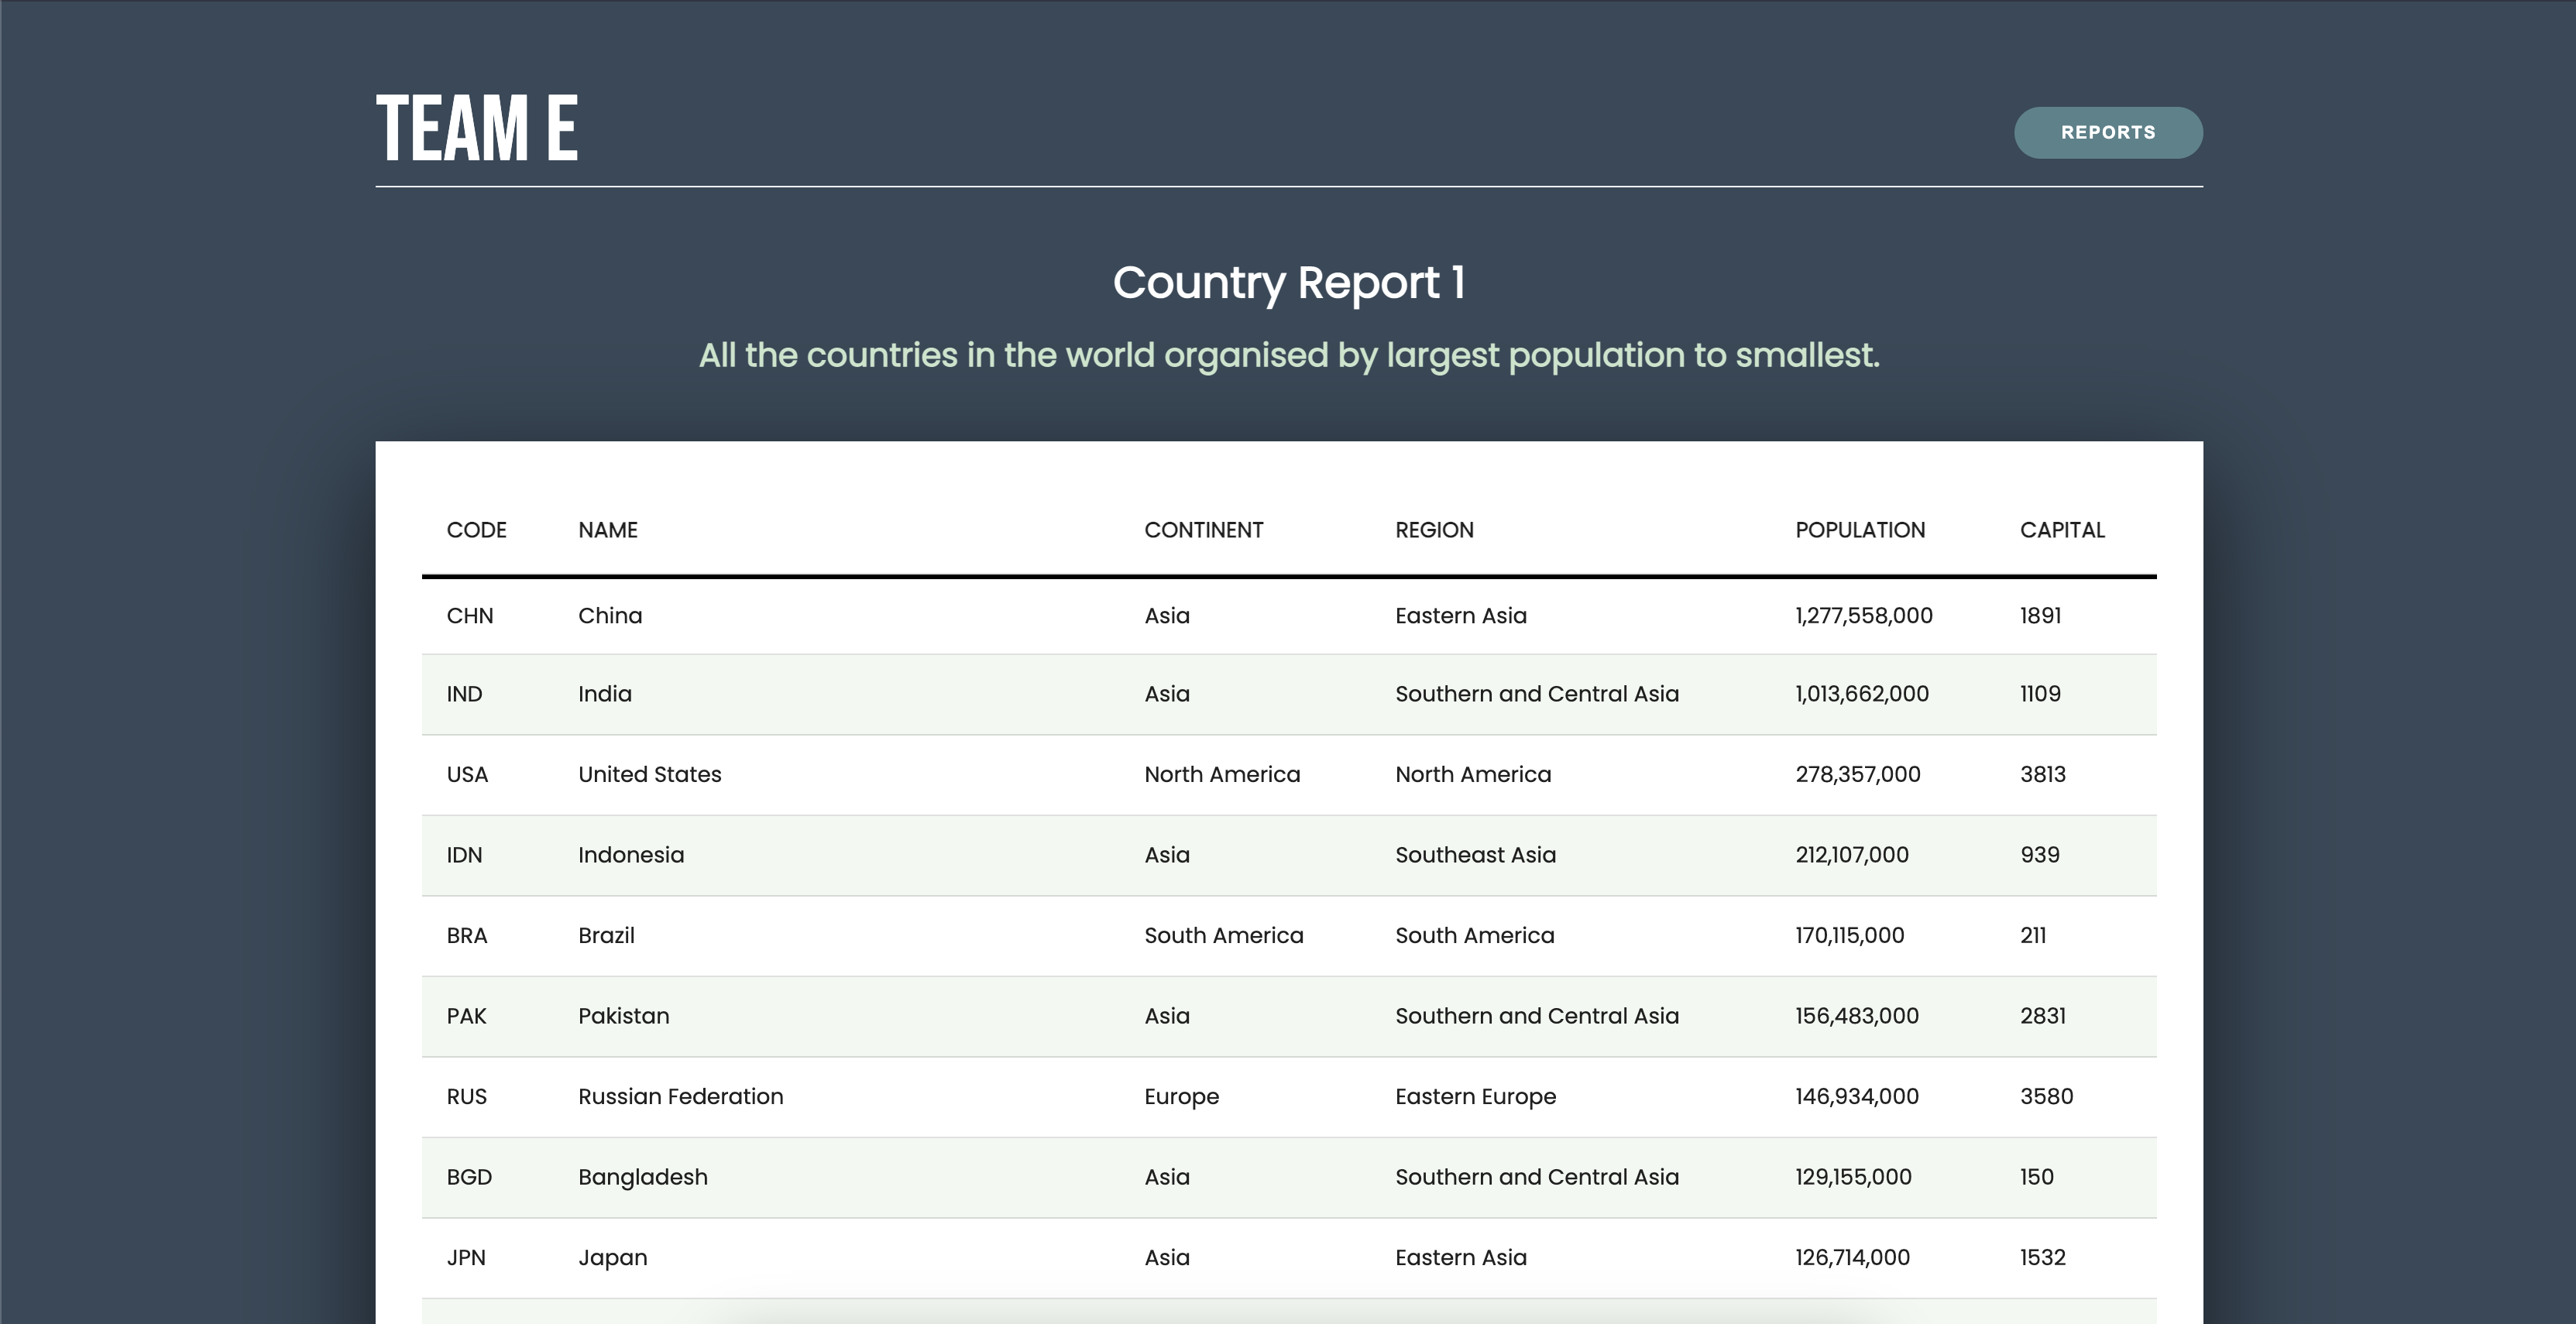 TEAM E
REPORTS
Country Report 1
All the countries in the world organised by largest population to smallest.
CODE NAME CONTINENT REGION POPULATION CAPITAL
CHN China Asia Eastern Asia 1,277,558,000 1891
IND India Asia Southern and Central Asia 1,013,662,000 1109
USA United States North America North America 278,357,000 3813
IDN Indonesia Asia Southeast Asia 212,107,000 939
BRA Brazil South America South America 170,115,000 211
PAK Pakistan Asia Southern and Central Asia 156,483,000 2831
RUS Russian Federation Europe Eastern Europe 146,934,000 3580
BGD Bangladesh Asia Southern and Central Asia 129,155,000 150
JPN Japan Asia Eastern Asia 126,714,000 1532